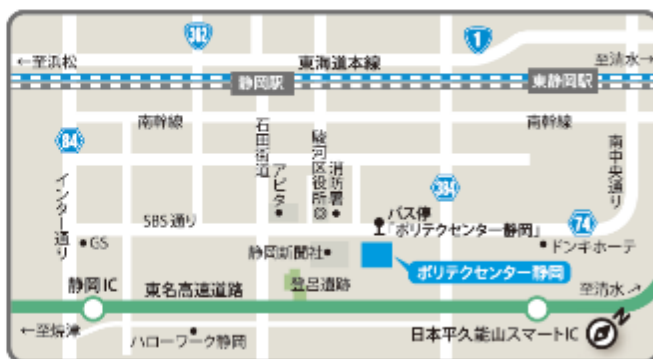 362
1
←至浜松
東海道本線
至清水→
静岡駅
東静岡駅
84
南幹線
南幹線
石田街道
アピタ
駿河区役所
消防署
384
南中央通り
インター通り
SBS通り
バス停
「ポリテクセンター静岡」
74
GS
静岡新聞社
ドンキホーテ
ポリテクセンター静岡
静岡IC
東名高速道路
登呂遺跡
至清水→
←至焼津
ハローワーク静岡
日本平久能山スマートIC
N